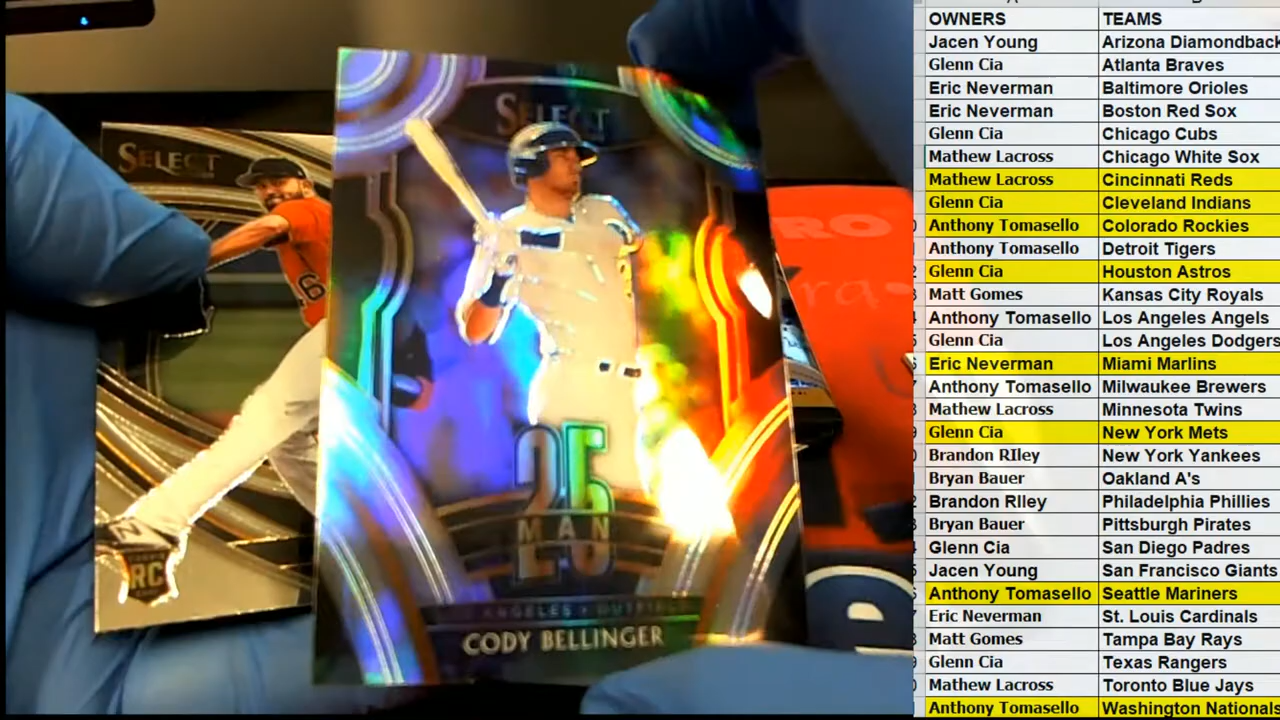 SELECT
SELECT
RC
25
MAN
ANGELES • OUTFIELD
CODY BELLINGER
OWNERS TEAMS
Jacen Young Arizona Diamondback
Glenn Cia Atlanta Braves
Eric Neverman Baltimore Orioles
Eric Neverman Boston Red Sox
Glenn Cia Chicago Cubs
Mathew Lacross Chicago White Sox
Mathew Lacross Cincinnati Reds
Glenn Cia Cleveland Indians
Anthony Tomasello Colorado Rockies
Anthony Tomasello Detroit Tigers
Glenn Cia Houston Astros
Matt Gomes Kansas City Royals
Anthony Tomasello Los Angeles Angels
Glenn Cia Los Angeles Dodgers
Eric Neverman Miami Marlins
Anthony Tomasello Milwaukee Brewers
Mathew Lacross Minnesota Twins
Glenn Cia New York Mets
Brandon RIley New York Yankees
Bryan Bauer Oakland A's
Brandon RIley Philadelphia Phillies
Bryan Bauer Pittsburgh Pirates
Glenn Cia San Diego Padres
Jacen Young San Francisco Giants
Anthony Tomasello Seattle Mariners
Eric Neverman St. Louis Cardinals
Matt Gomes Tampa Bay Rays
Glenn Cia Texas Rangers
Mathew Lacross Toronto Blue Jays
Anthony Tomasello Washington Nationals